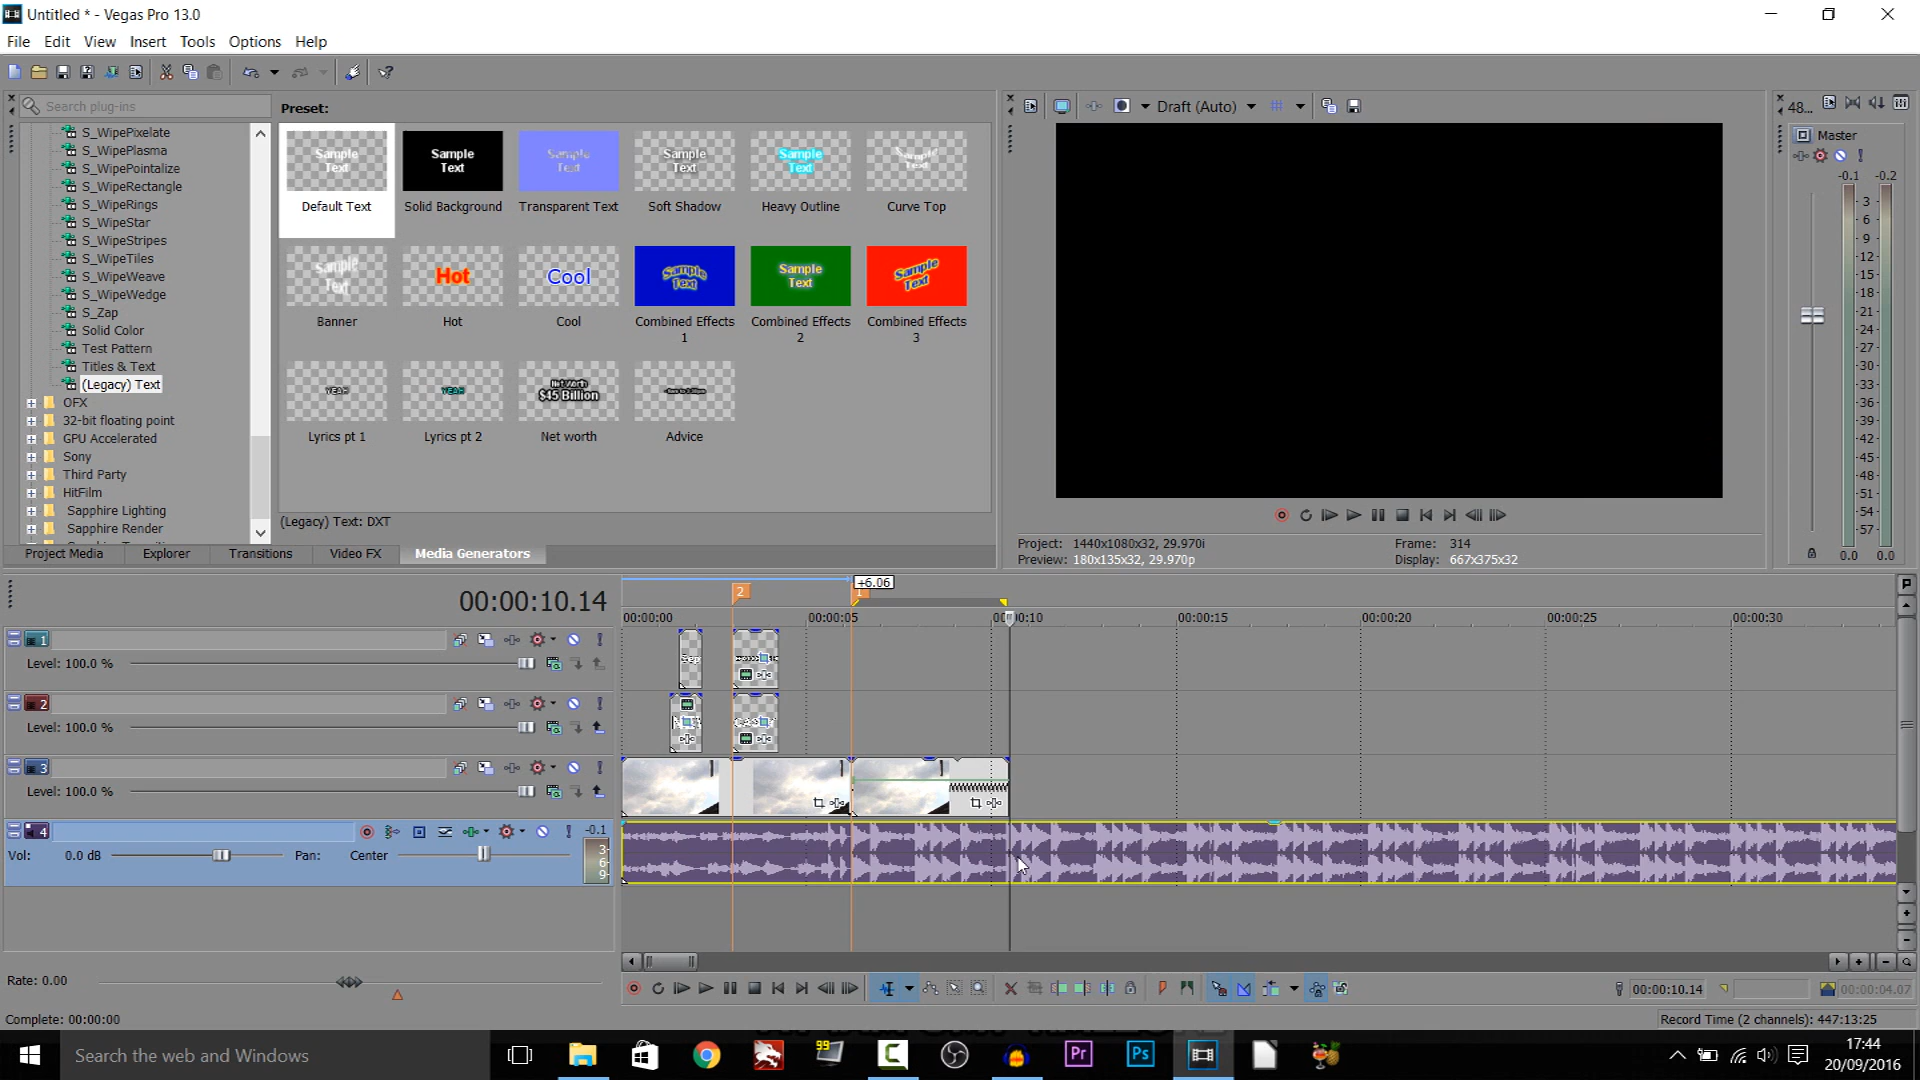 Untitled * - Vegas Pro 13.0
File Edit View Insert Tools Options Help
Search plug-ins
S_WipePixelate
S_WipePlasma
S_WipePointalize
S_WipeRectangle
S_WipeRings
S_WipeStar
S_WipeStripes
S_WipeTiles
S_WipeWeave
S_WipeWedge
S_Zap
Solid Color
Test Pattern
Titles & Text
(Legacy) Text
OFX
32-bit floating point
GPU Accelerated
Sony
Third Party
HitFilm
Sapphire Lighting
Sapphire Render
Preset:
Sample Text
Sample Text
Sample Text
Sample Text
Sample Text
Sample Text
Default Text
Solid Background
Transparent Text
Soft Shadow
Heavy Outline
Curve Top
Sample Text
Hot
Cool
Sample Text
Sample Text
Sample Text
Banner
Hot
Cool
Combined Effects 1
Combined Effects 2
Combined Effects 3
YEAH
YEAH
Net Worth
$45 Billion
Lyrics pt 1
Lyrics pt 2
Net worth
Advice
(Legacy) Text: DXT
Project Media Explorer Transitions Video FX Media Generators
Draft (Auto)
Project: 1440x1080x32, 29.970i
Preview: 180x135x32, 29.970p
Frame: 314
Display: 667x375x32
48...
Master
-0.1 -0.2
3
6
9
12
15
18
21
24
27
30
33
36
39
42
45
48
51
54
57
0.0 0.0
00:00:10.14
2
+6.06
1
00:00:00 00:00:05 00:00:10 00:00:15 00:00:20 00:00:25 00:00:30
1
Level: 100.0 %
2
Level: 100.0 %
3
Level: 100.0 %
4
-0.1
Vol: 0.0 dB Pan: Center
3
6
9
Rate: 0.00
00:00:10.14
00:00:04.07
Complete: 00:00:00
Record Time (2 channels): 447:13:25
Search the web and Windows
99
Pr
Ps
17:44
20/09/2016